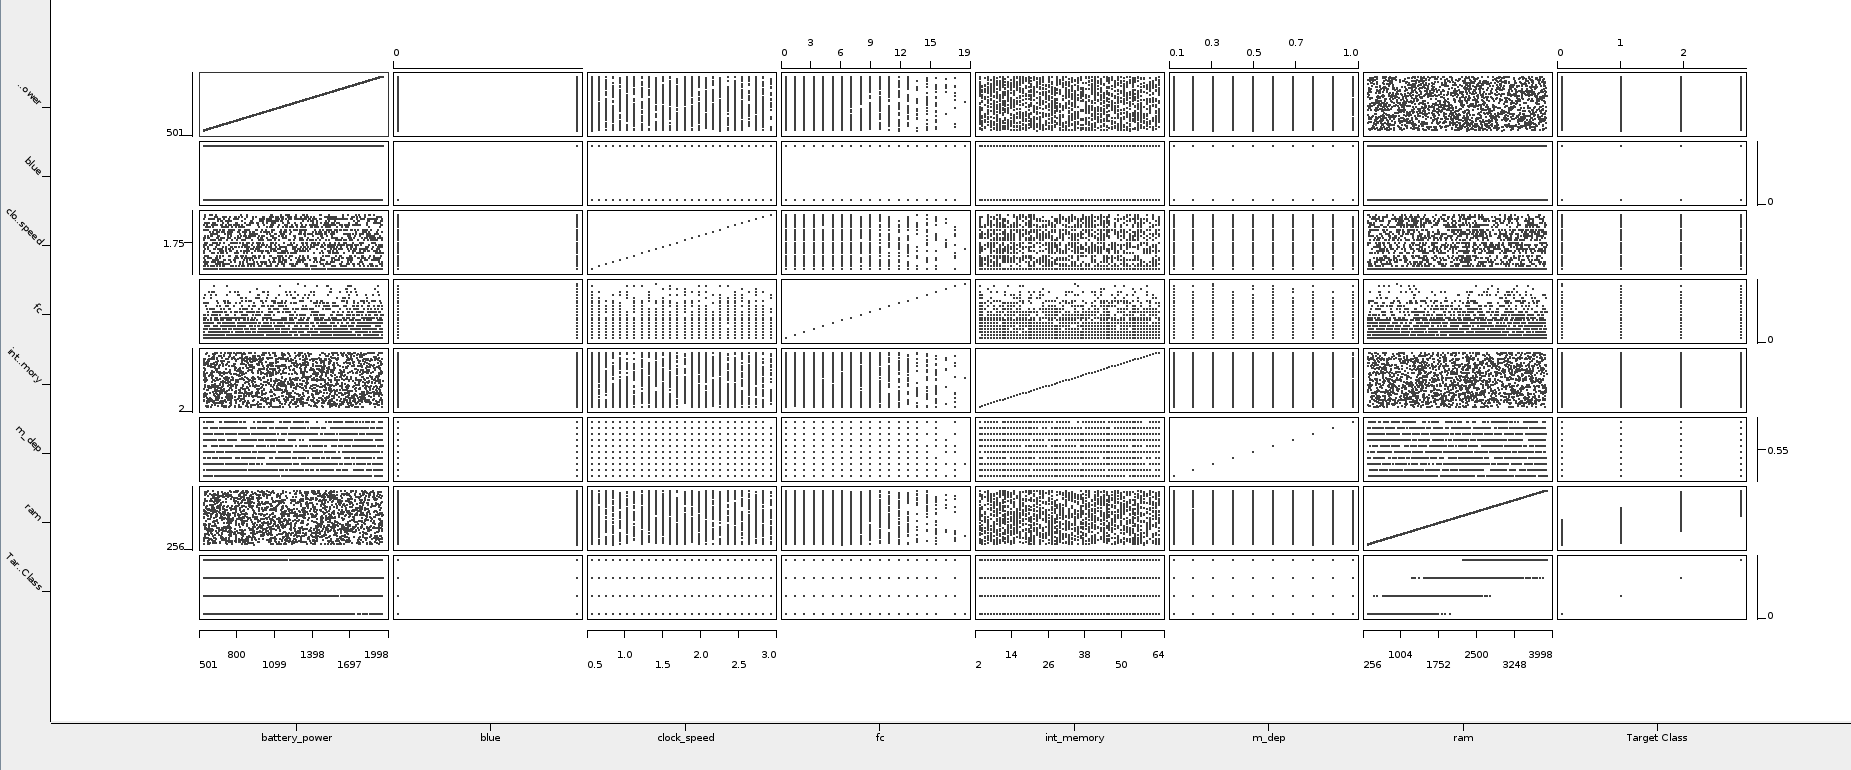 0
3 9 15
0 6 12 19
0.3 0.7
0.1 0.5 1.0
1
0 2
..ower
501
blue
0
clo..speed
1.75
fc
0
int..mory
2
m_dep
0.55
ram
256
Tar..Class
0
800 1398 1998
501 1099 1697
1.0 2.0 3.0
0.5 1.5 2.5
14 38 64
2 26 50
1004 2500 3998
256 1752 3248
battery_power blue clock_speed fc int_memory m_dep ram Target Class